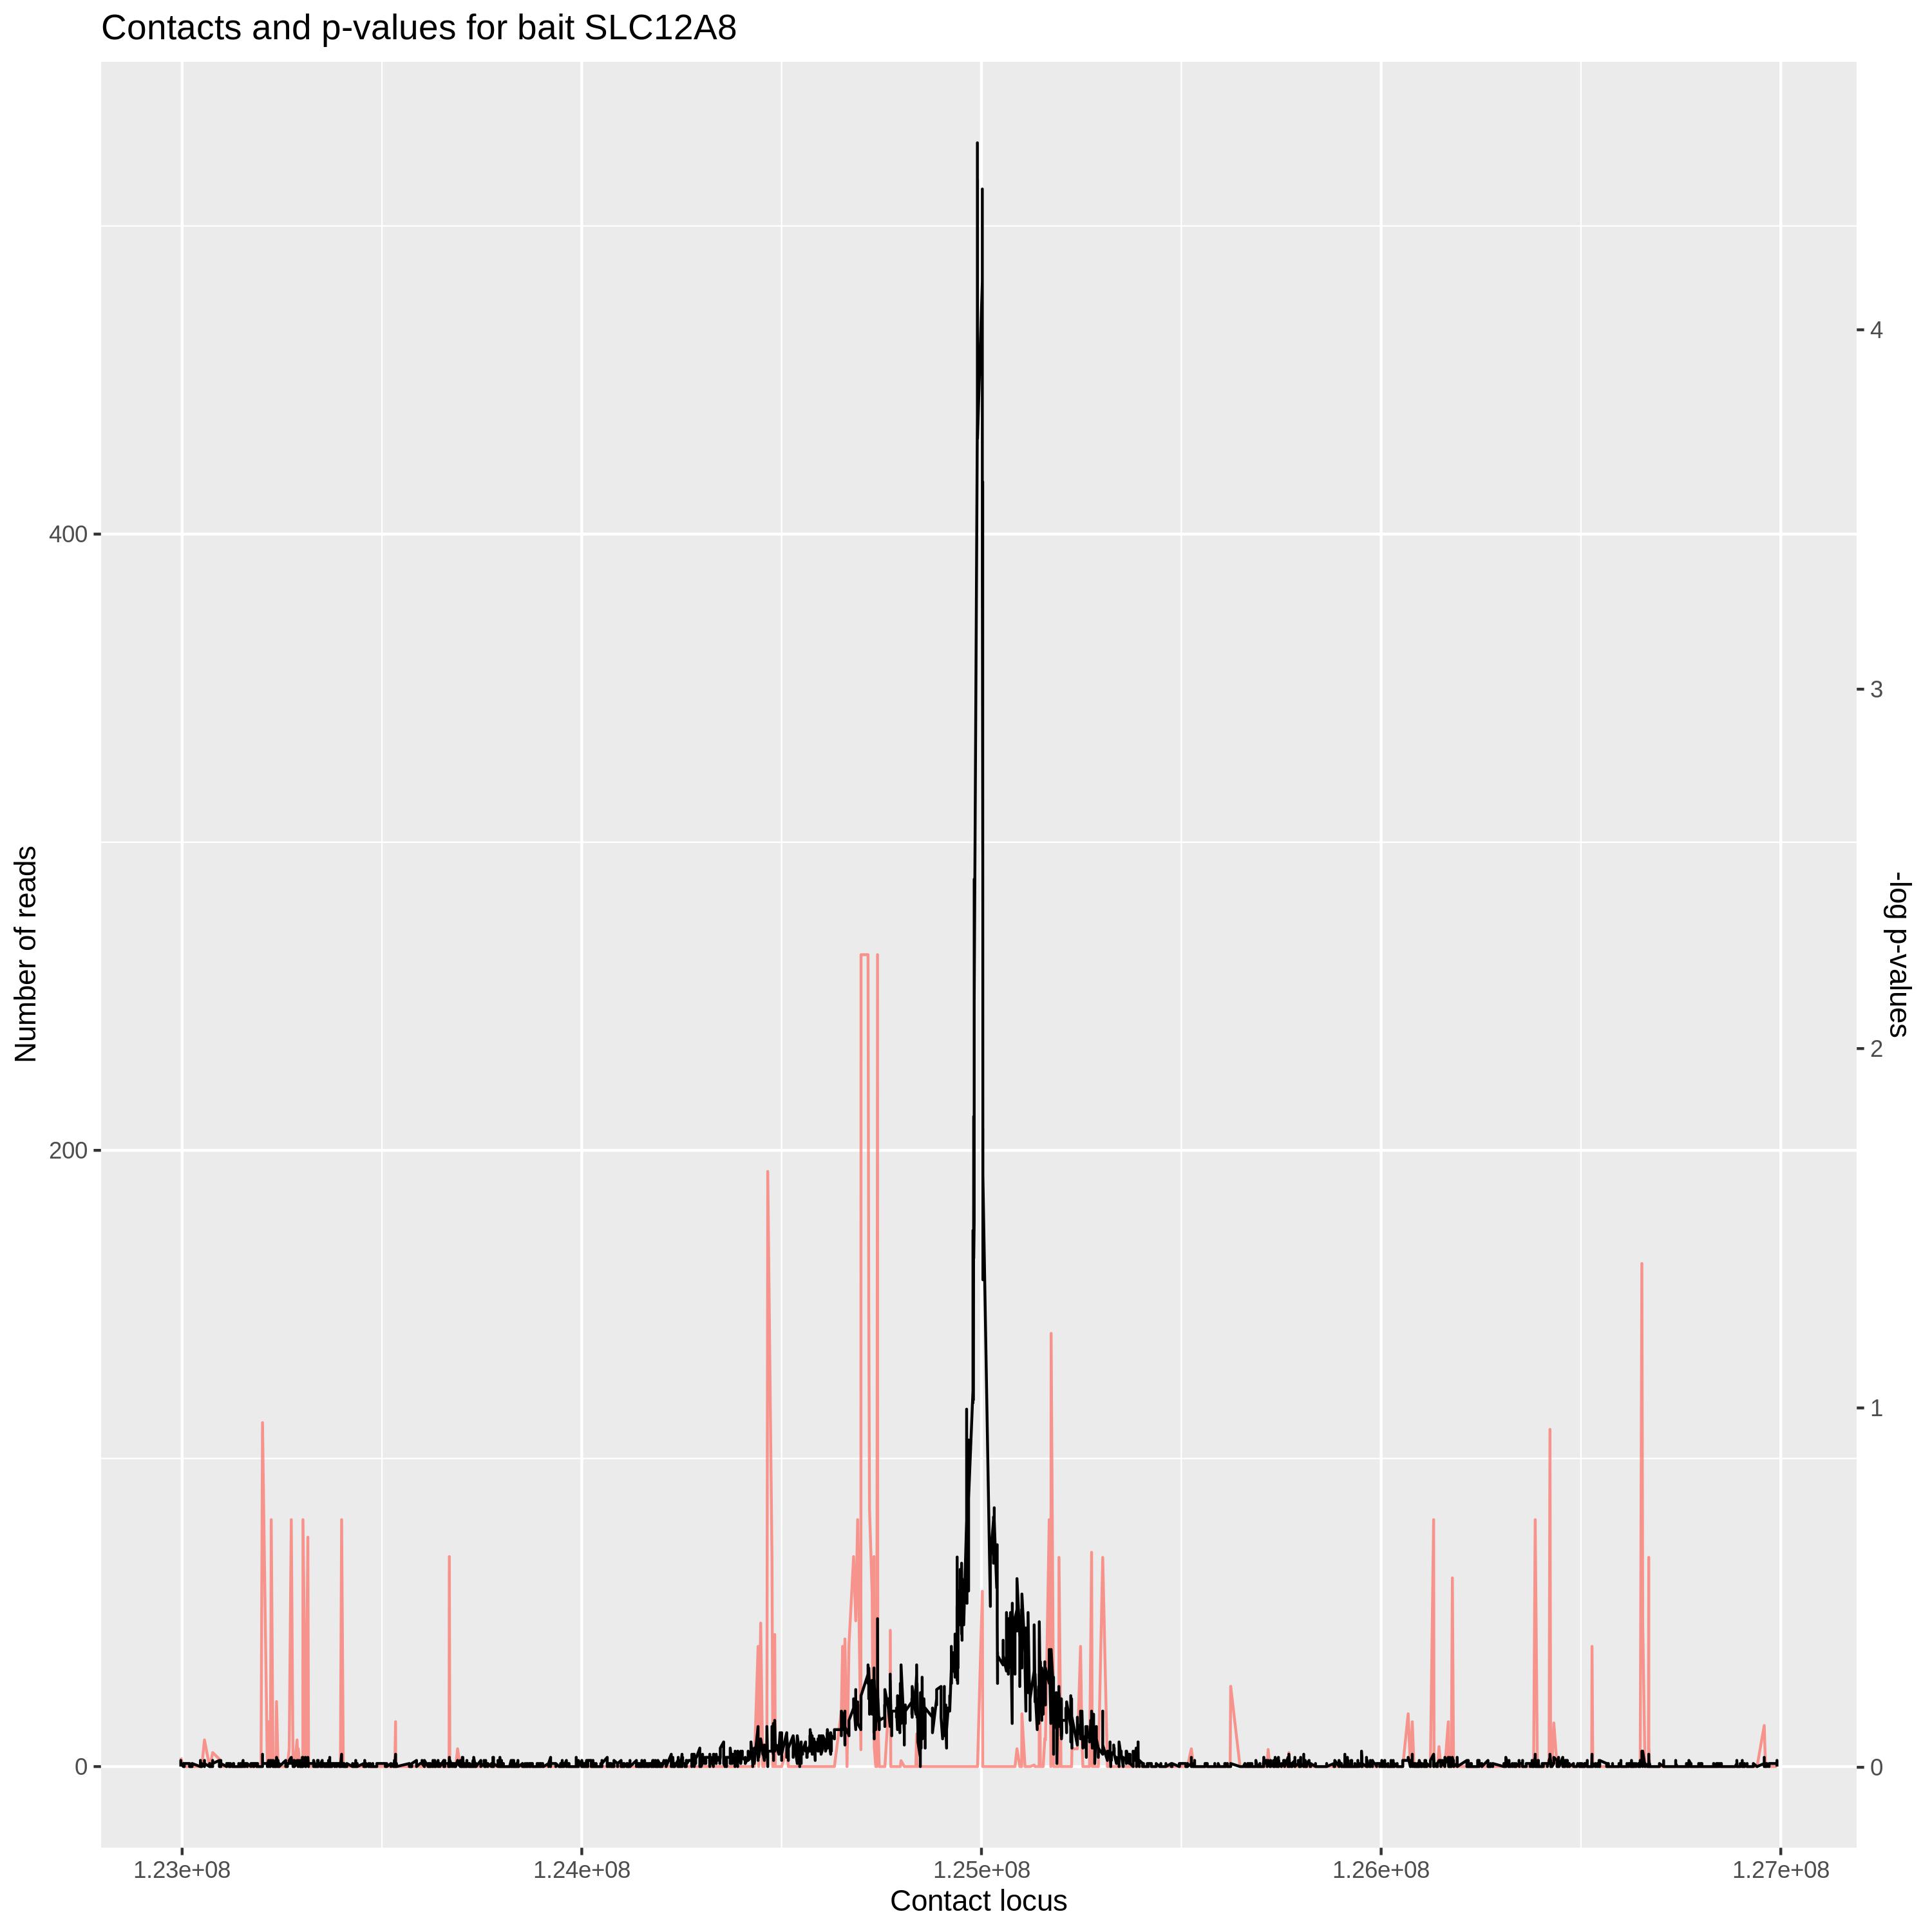 Contacts and p-values for bait SLC12A8
Number of reads
400
200
0
-log p-values
4
3
2
1
0
1.23e+08
1.24e+08
1.25e+08
1.26e+08
1.27e+08
Contact locus